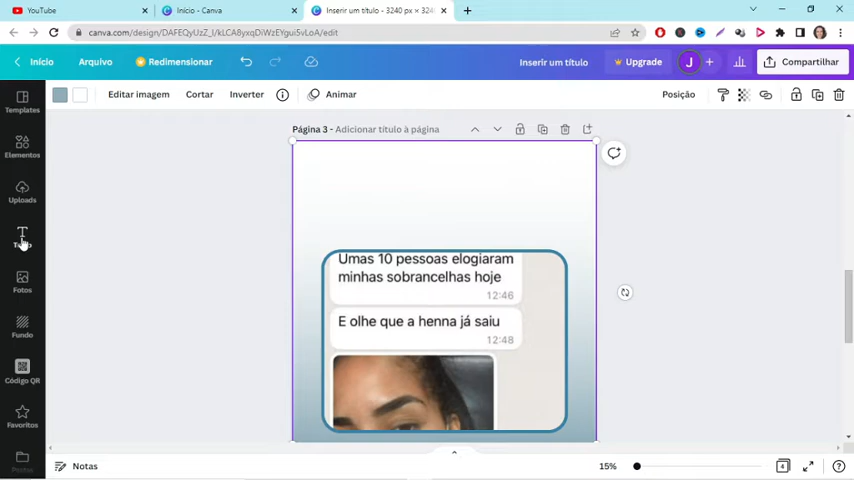 YouTube
Início - Canva
Inserir um título - 3240 px × 324
canva.com/design/DAFEQyUzZ_I/kLCA8yxqDiWzEYgui5vLoA/edit
Início
Arquivo
Redimensionar
Inserir um título
Upgrade
J
Compartilhar
Editar imagem
Cortar
Inverter
Animar
Posição
Templates
Elementos
Uploads
Fotos
Fundo
Código QR
Favoritos
Página 3 - Adicionar título à página
Umas 10 pessoas elogiaram
minhas sobrancelhas hoje
12:46
E olhe que a henna já saiu
12:48
Notas
15%
4